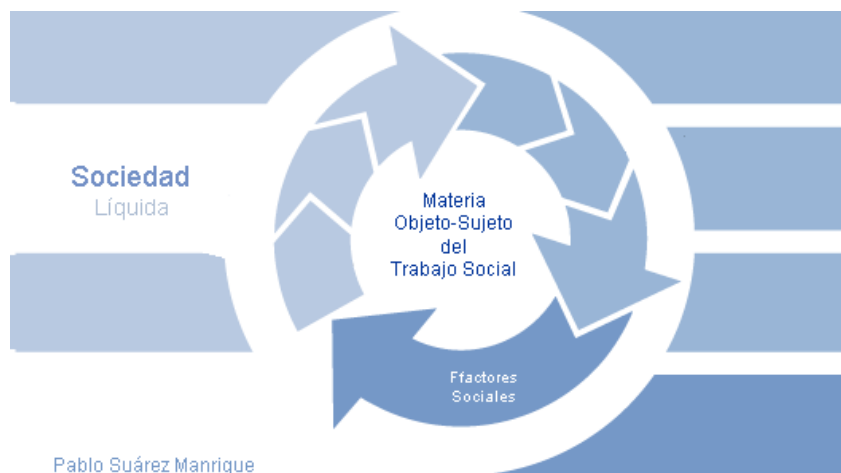 Sociedad
Líquida
Materia
Objeto-Sujeto
del
Trabajo Social
Ffactores
Sociales
Pablo Suárez Manrique